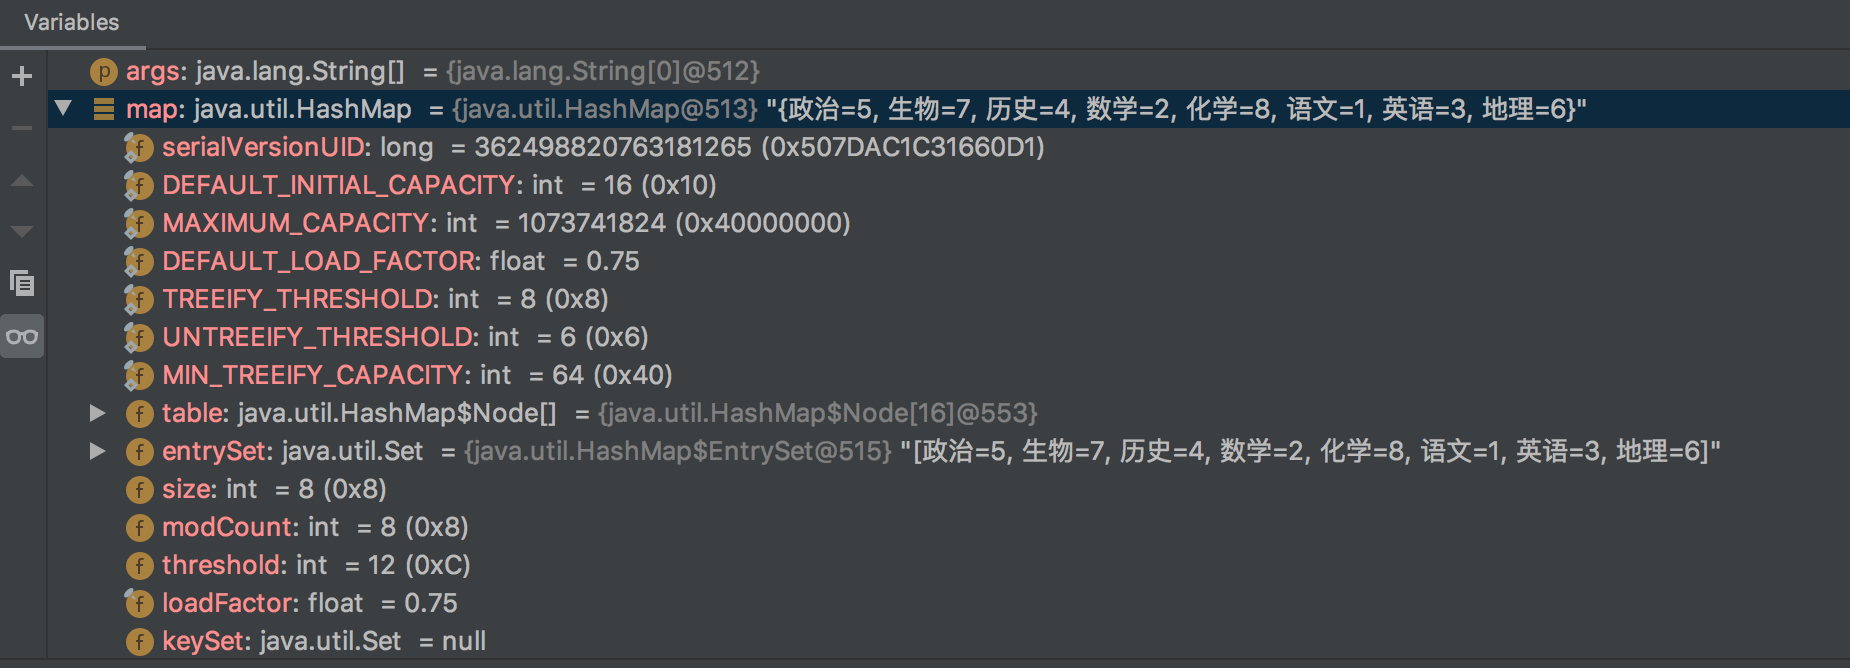 Variables
args: java.lang.String[] = {java.lang.String[0]@512}
map: java.util.HashMap = {java.util.HashMap@513} "{政治=5, 生物=7, 历史=4, 数学=2, 化学=8, 语文=1, 英语=3, 地理=6}"
serialVersionUID: long = 362498820763181265 (0x507DAC1C31660D1)
DEFAULT_INITIAL_CAPACITY: int = 16 (0x10)
MAXIMUM_CAPACITY: int = 1073741824 (0x40000000)
DEFAULT_LOAD_FACTOR: float = 0.75
TREEIFY_THRESHOLD: int = 8 (0x8)
UNTREEIFY_THRESHOLD: int = 6 (0x6)
MIN_TREEIFY_CAPACITY: int = 64 (0x40)
table: java.util.HashMap$Node[] = {java.util.HashMap$Node[16]@553}
entrySet: java.util.Set = {java.util.HashMap$EntrySet@515} "[政治=5, 生物=7, 历史=4, 数学=2, 化学=8, 语文=1, 英语=3, 地理=6]"
size: int = 8 (0x8)
modCount: int = 8 (0x8)
threshold: int = 12 (0xC)
loadFactor: float = 0.75
keySet: java.util.Set = null